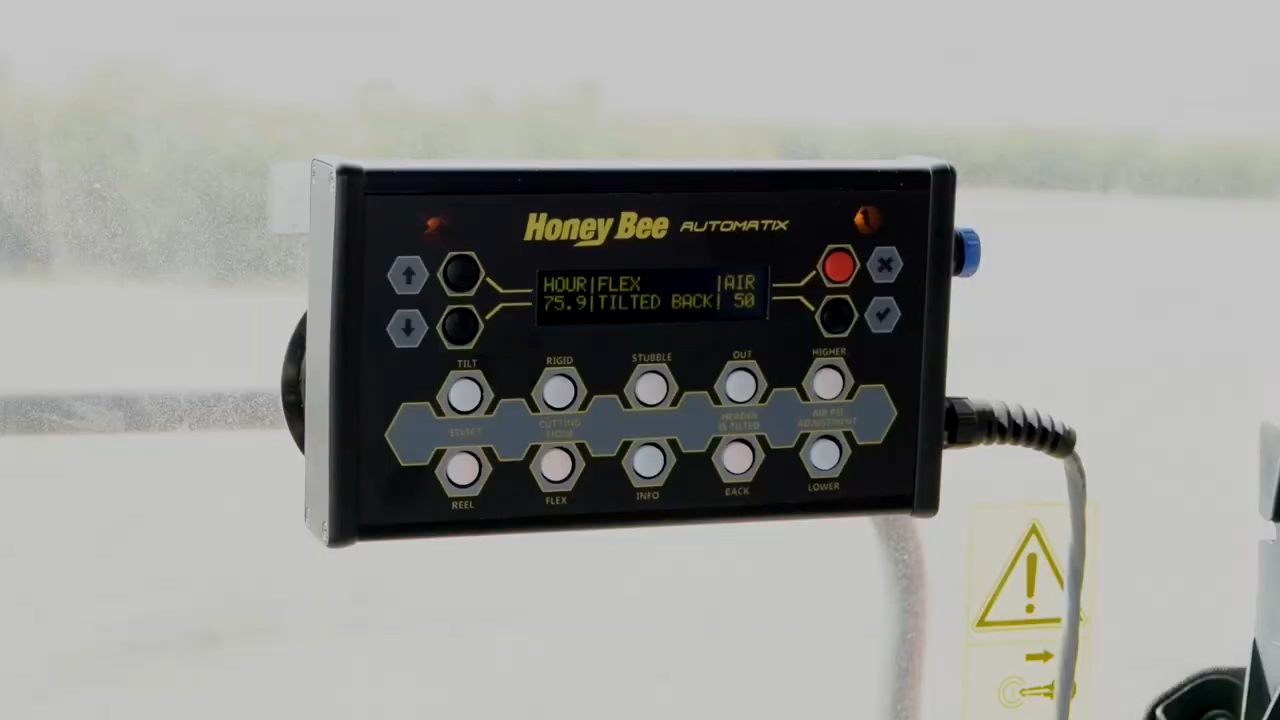 Honey Bee AUTOMATIX
HOUR|FLEX |AIR
75.9|TILTED BACK| 50
TILT RIGID STUBBLE OUT HIGHER
SELECT CUTTING MODE HEADER IS TILTED AIR PSI ADJUSTMENT
REEL FLEX INFO BACK LOWER